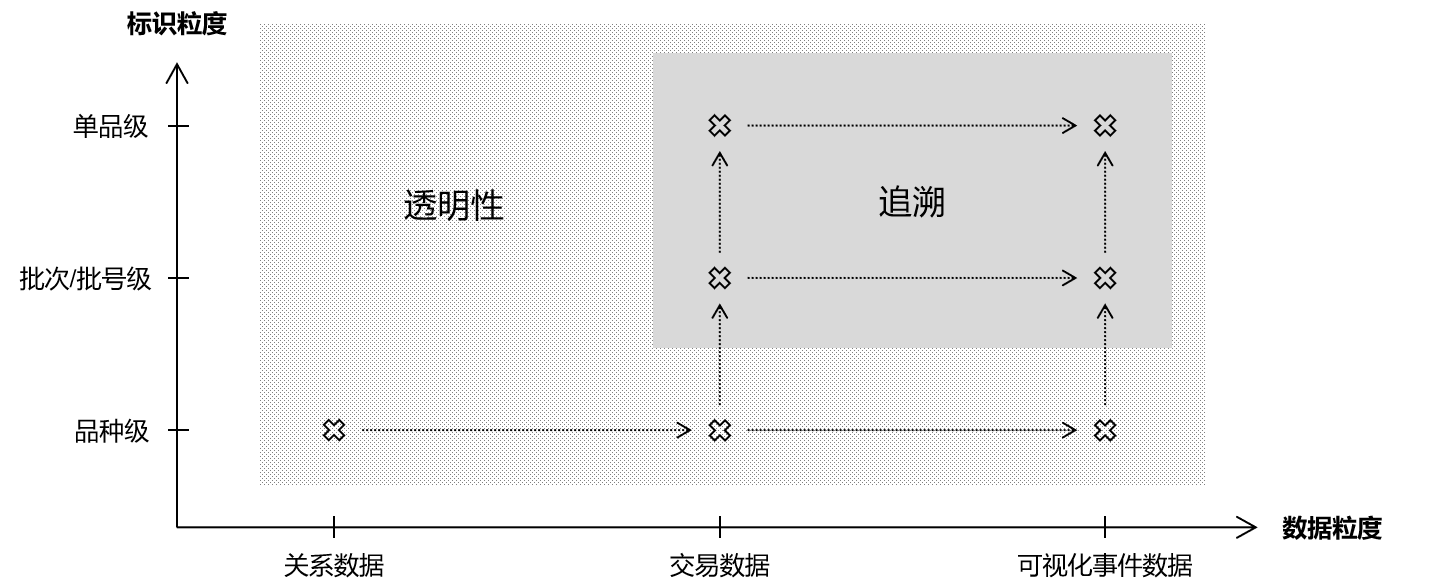 标识粒度
单品级
透明性
追溯
批次/批号级
品种级
数据粒度
关系数据
交易数据
可视化事件数据